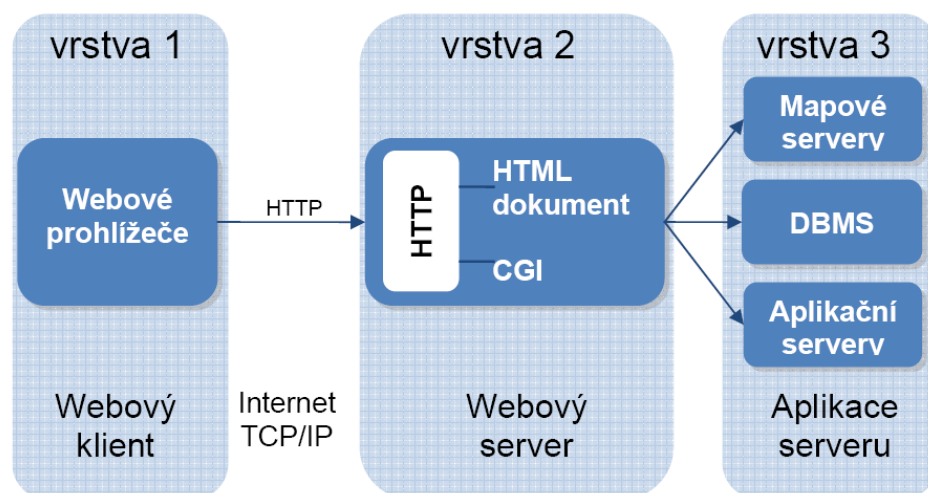 vrstva 1
Webové
prohlížeče
Webový
klient
HTTP
Internet
TCP/IP
vrstva 2
HTTP
HTML
dokument
CGI
Webový
server
vrstva 3
Mapové
servery
DBMS
Aplikační
servery
Aplikace
serveru